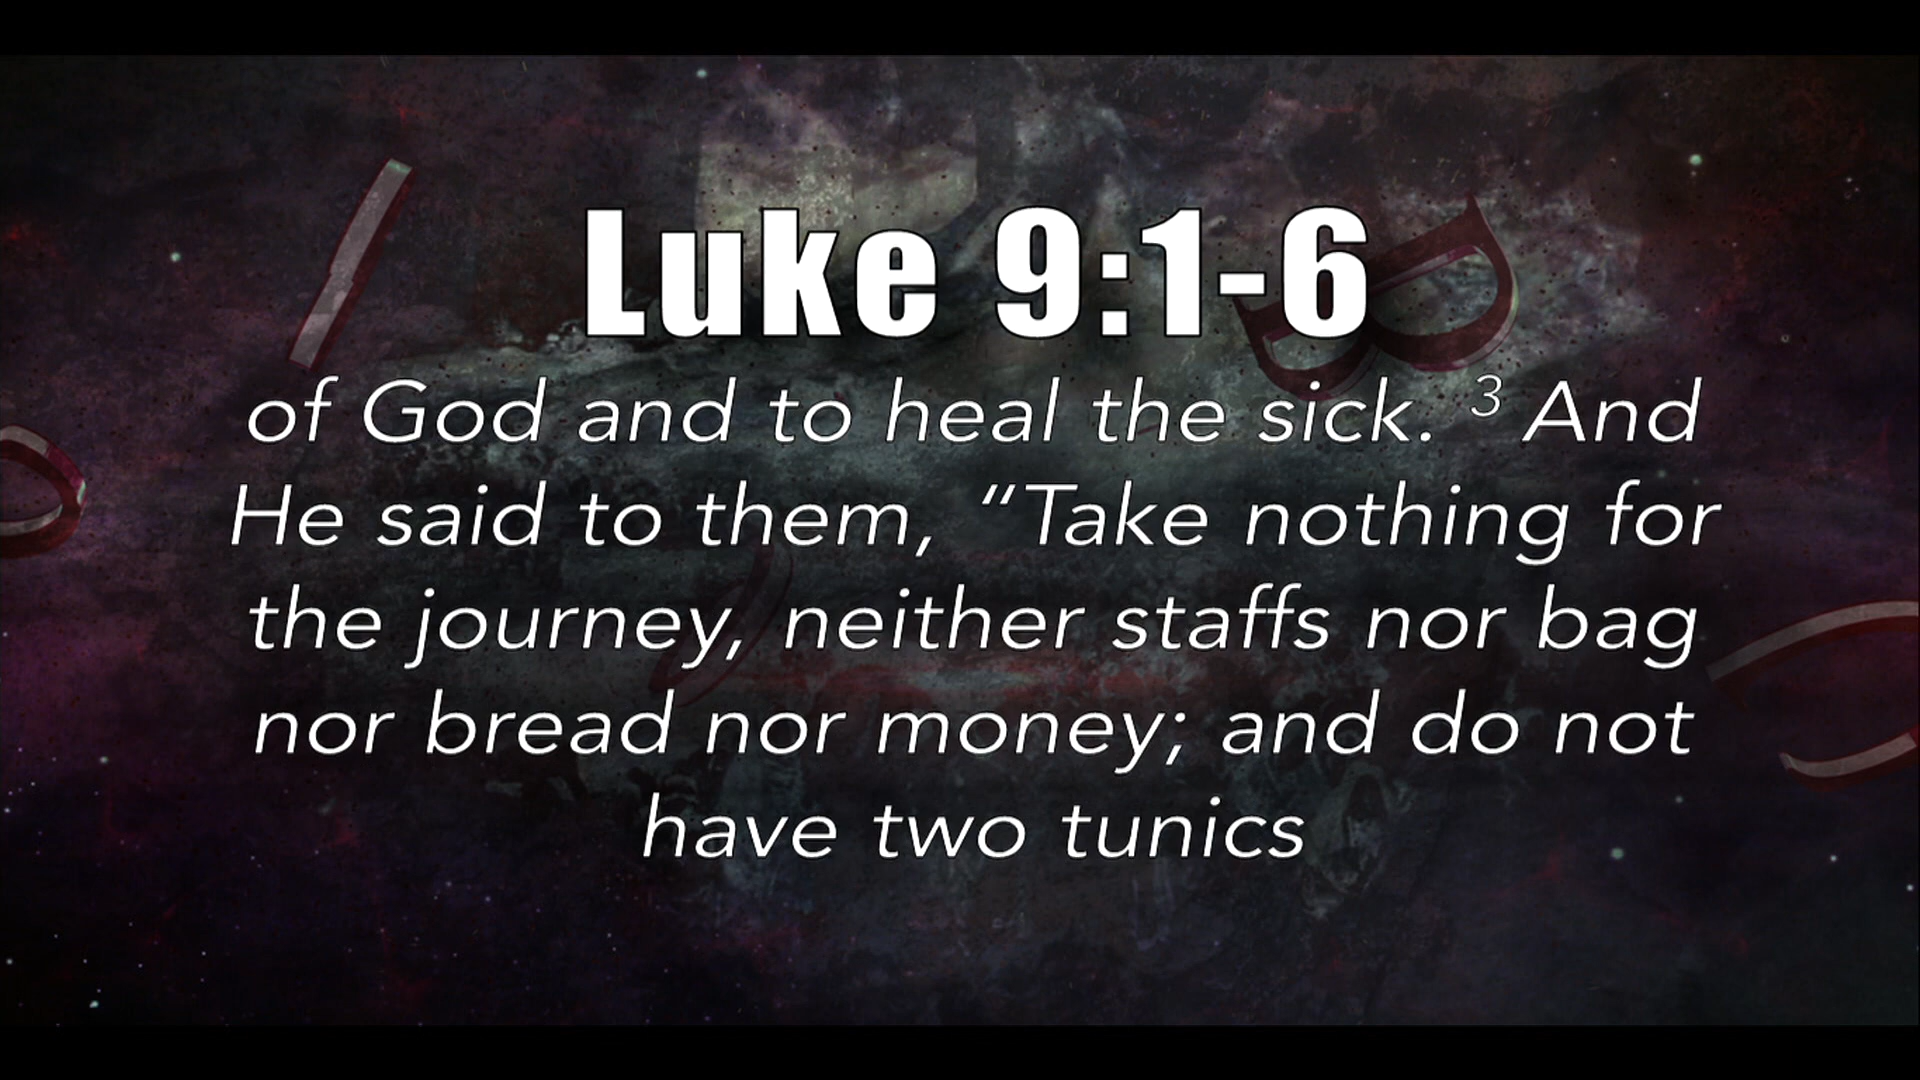 Luke 9:1-6
of God and to heal the sick. ³ And
He said to them, “Take nothing for
the journey, neither staffs nor bag
nor bread nor money; and do not
have two tunics